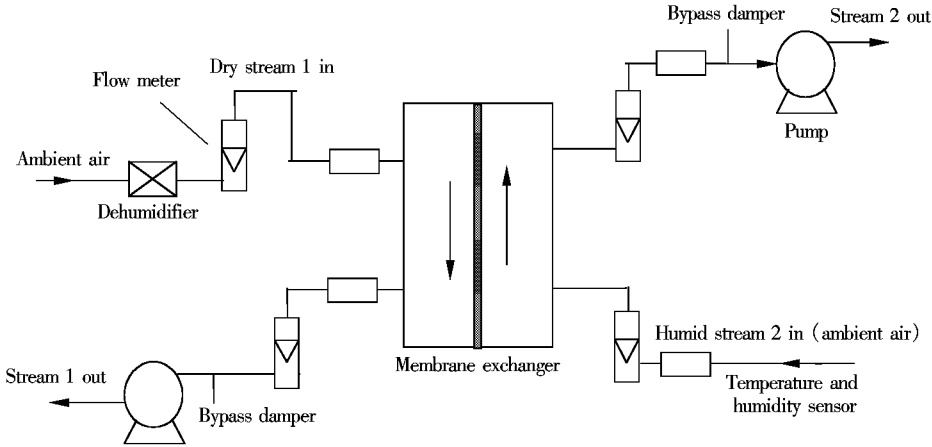 Bypass damper
Stream 2 out
Dry stream 1 in
Flow meter
Pump
Ambient air
Dehumidifier
Humid stream 2 in (ambient air)
Membrane exchanger
Stream 1 out
Temperature and
humidity sensor
Bypass damper